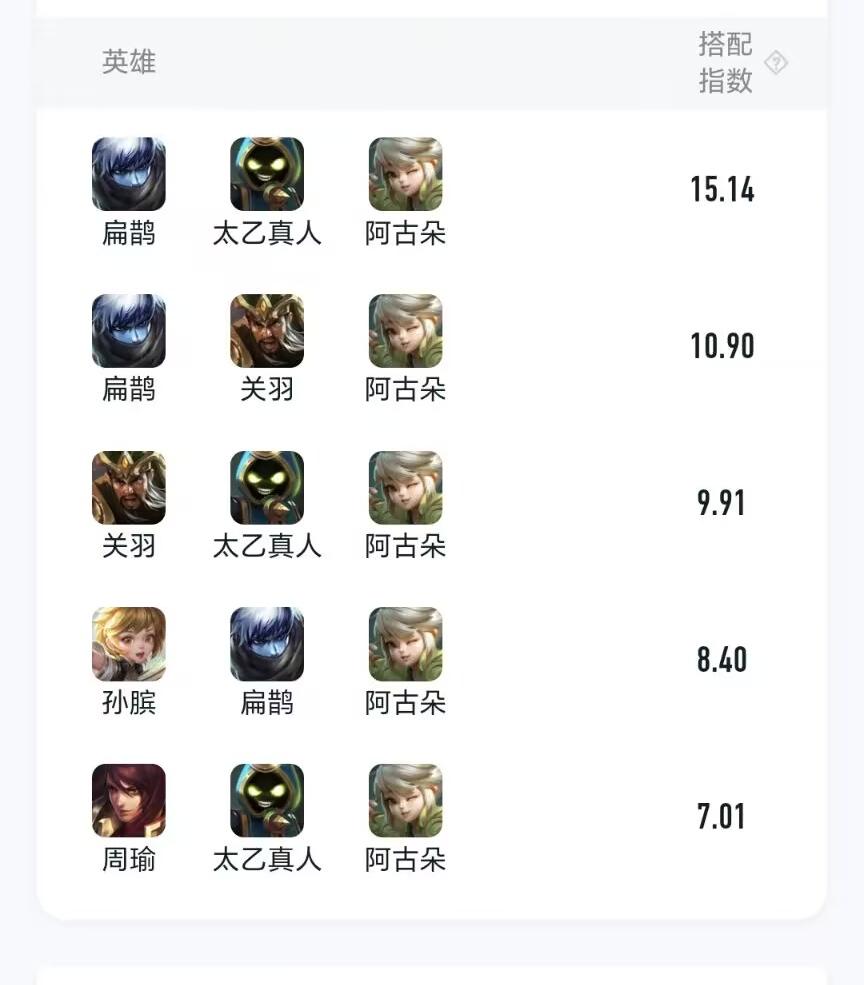 英雄
搭配
指数
?
扁鹊 太乙真人 阿古朵 15.14
扁鹊 关羽 阿古朵 10.90
关羽 太乙真人 阿古朵 9.91
孙膑 扁鹊 阿古朵 8.40
周瑜 太乙真人 阿古朵 7.01